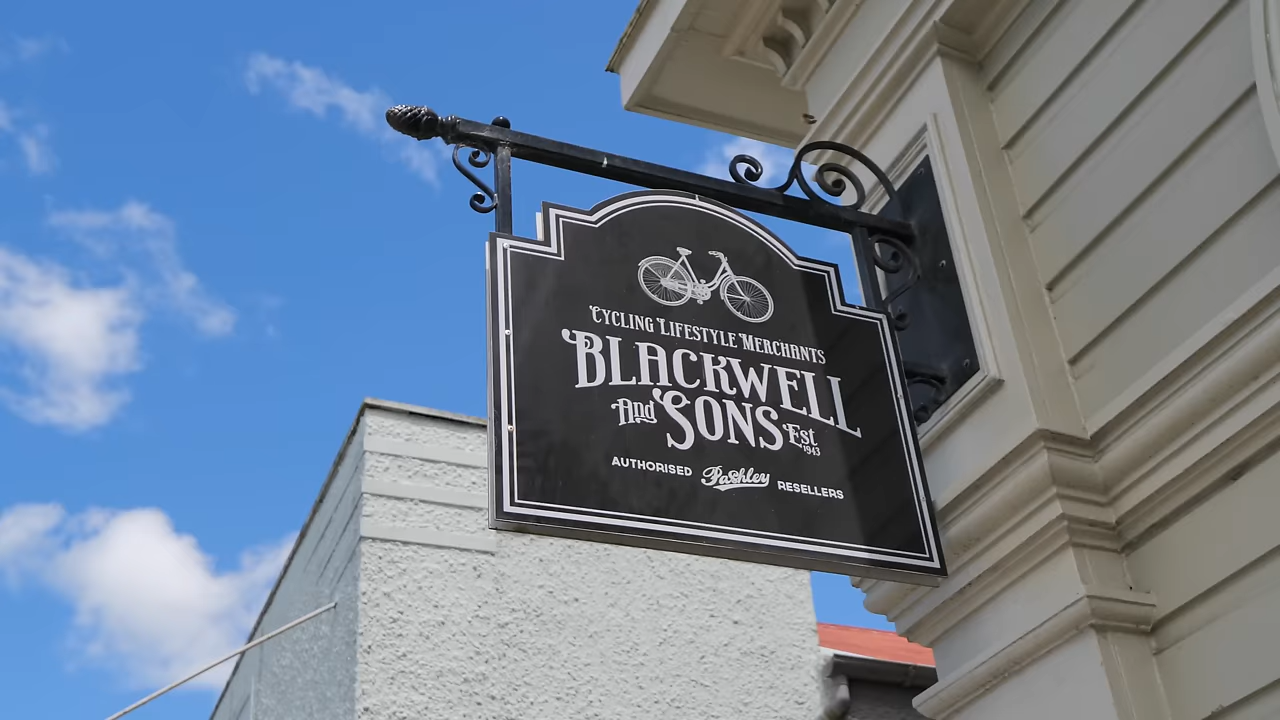 Cycling Lifestyle Merchants
Blackwell
And Sons Est 1943
AUTHORISED Pashley RESELLERS